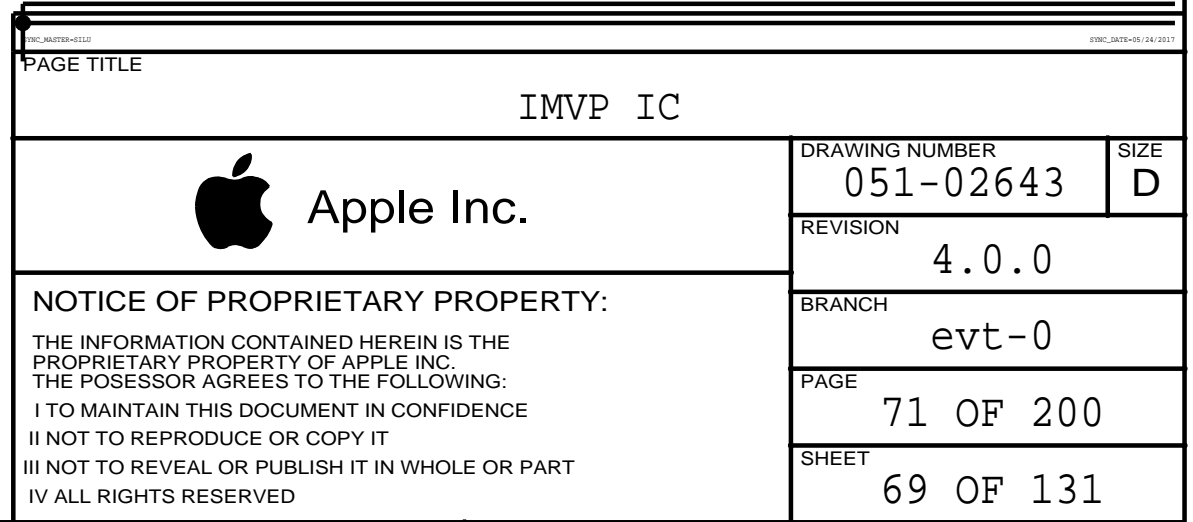 SYNC_MASTER=SILU SYNC_DATE=05/24/2017
PAGE TITLE
IMVP IC
Apple Inc.
DRAWING NUMBER
051-02643
SIZE
D
REVISION
4.0.0
BRANCH
evt-0
PAGE
71 OF 200
SHEET
69 OF 131
NOTICE OF PROPRIETARY PROPERTY:
THE INFORMATION CONTAINED HEREIN IS THE
PROPRIETARY PROPERTY OF APPLE INC.
THE POSESSOR AGREES TO THE FOLLOWING:
I TO MAINTAIN THIS DOCUMENT IN CONFIDENCE
II NOT TO REPRODUCE OR COPY IT
III NOT TO REVEAL OR PUBLISH IT IN WHOLE OR PART
IV ALL RIGHTS RESERVED